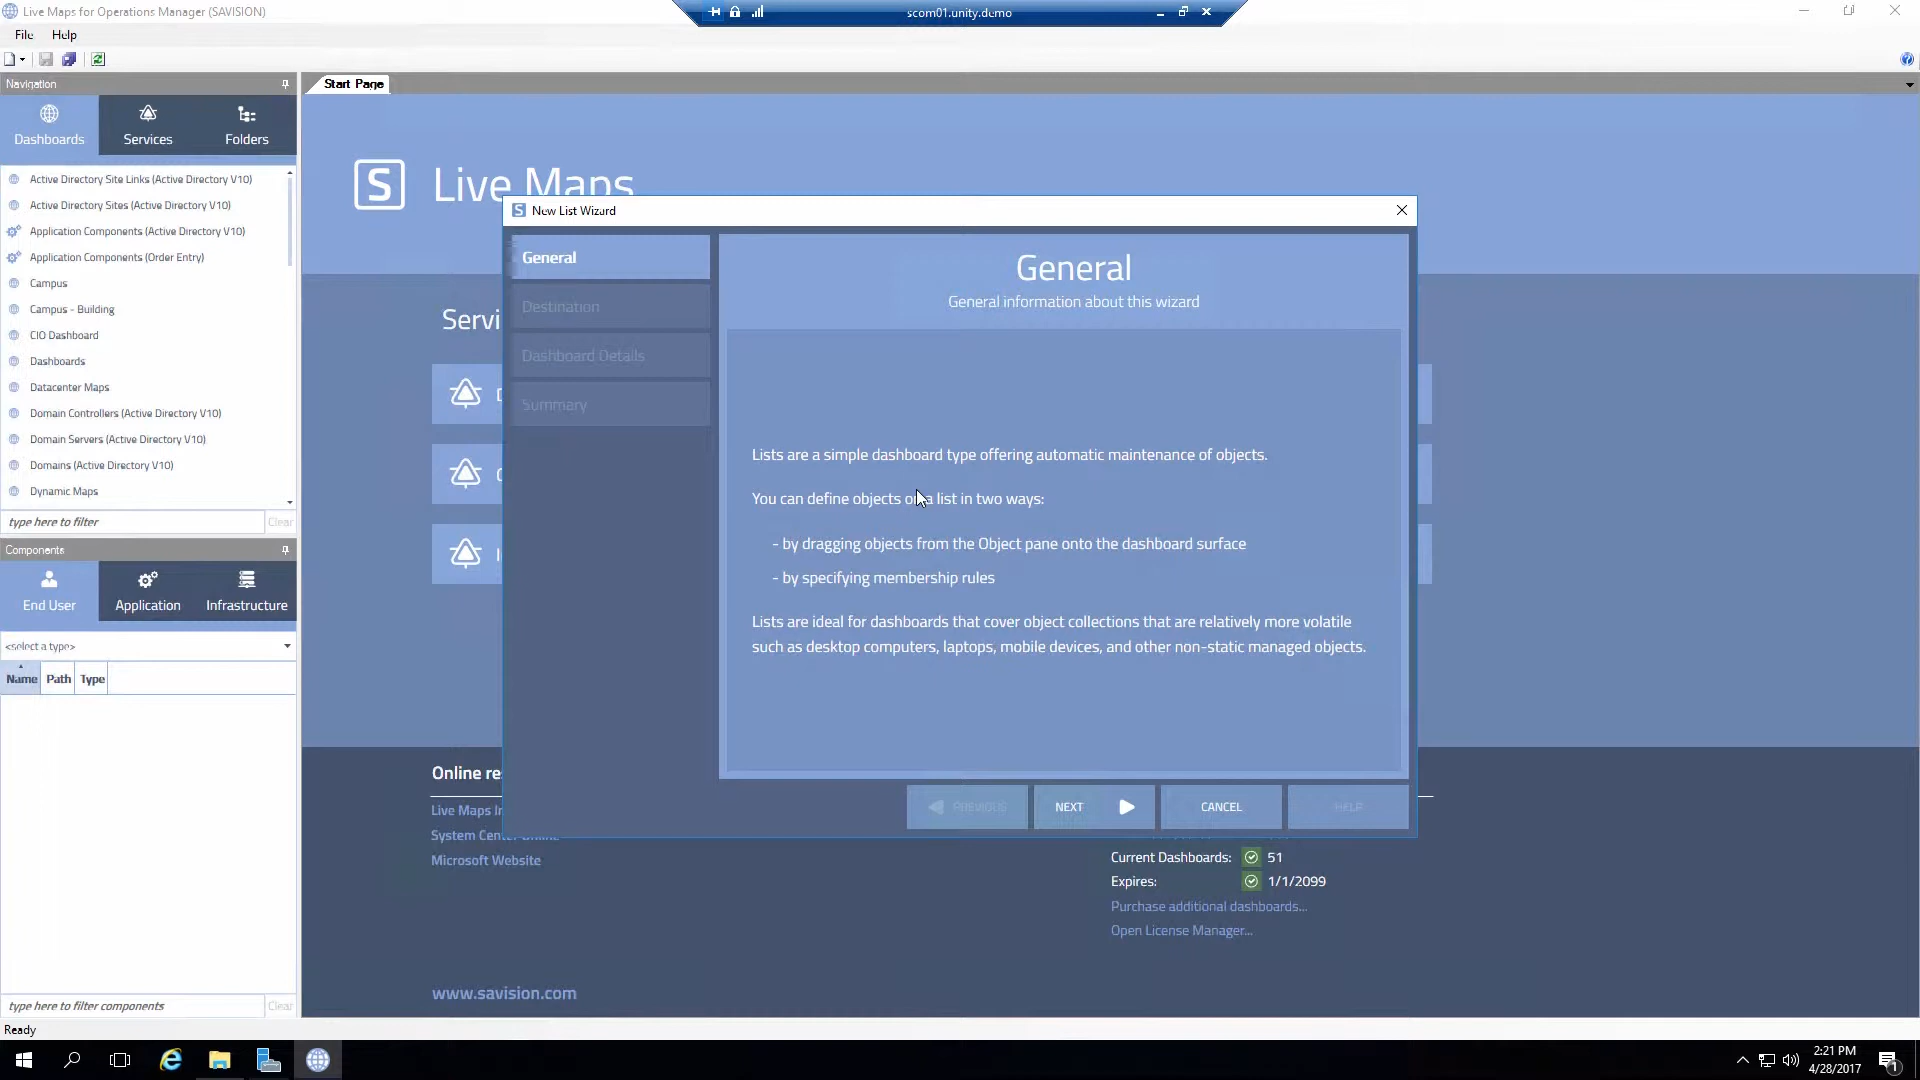 Live Maps for Operations Manager (SAVISION)
scom01.unity.demo
File Help
Navigation
Start Page
Dashboards Services Folders
Active Directory Site Links (Active Directory V10)
Active Directory Sites (Active Directory V10)
Application Components (Active Directory V10)
Application Components (Order Entry)
Campus
Campus - Building
CIO Dashboard
Dashboards
Datacenter Maps
Domain Controllers (Active Directory V10)
Domain Servers (Active Directory V10)
Domains (Active Directory V10)
Dynamic Maps
type here to filter Clear
Components
End User Application Infrastructure
<select a type>
Name Path Type
type here to filter components Clear
Ready
S Live Maps
Servi
New List Wizard
General
Destination
Dashboard Details
Summary
General
General information about this wizard
Lists are a simple dashboard type offering automatic maintenance of objects.
You can define objects on a list in two ways:
- by dragging objects from the Object pane onto the dashboard surface
- by specifying membership rules
Lists are ideal for dashboards that cover object collections that are relatively more volatile
such as desktop computers, laptops, mobile devices, and other non-static managed objects.
PREVIOUS NEXT CANCEL HELP
Online re
Live Maps
System Center Online
Microsoft Website
Current Dashboards: 51
Expires: 1/1/2099
Purchase additional dashboards...
Open License Manager...
www.savision.com
2:21 PM
4/28/2017
1